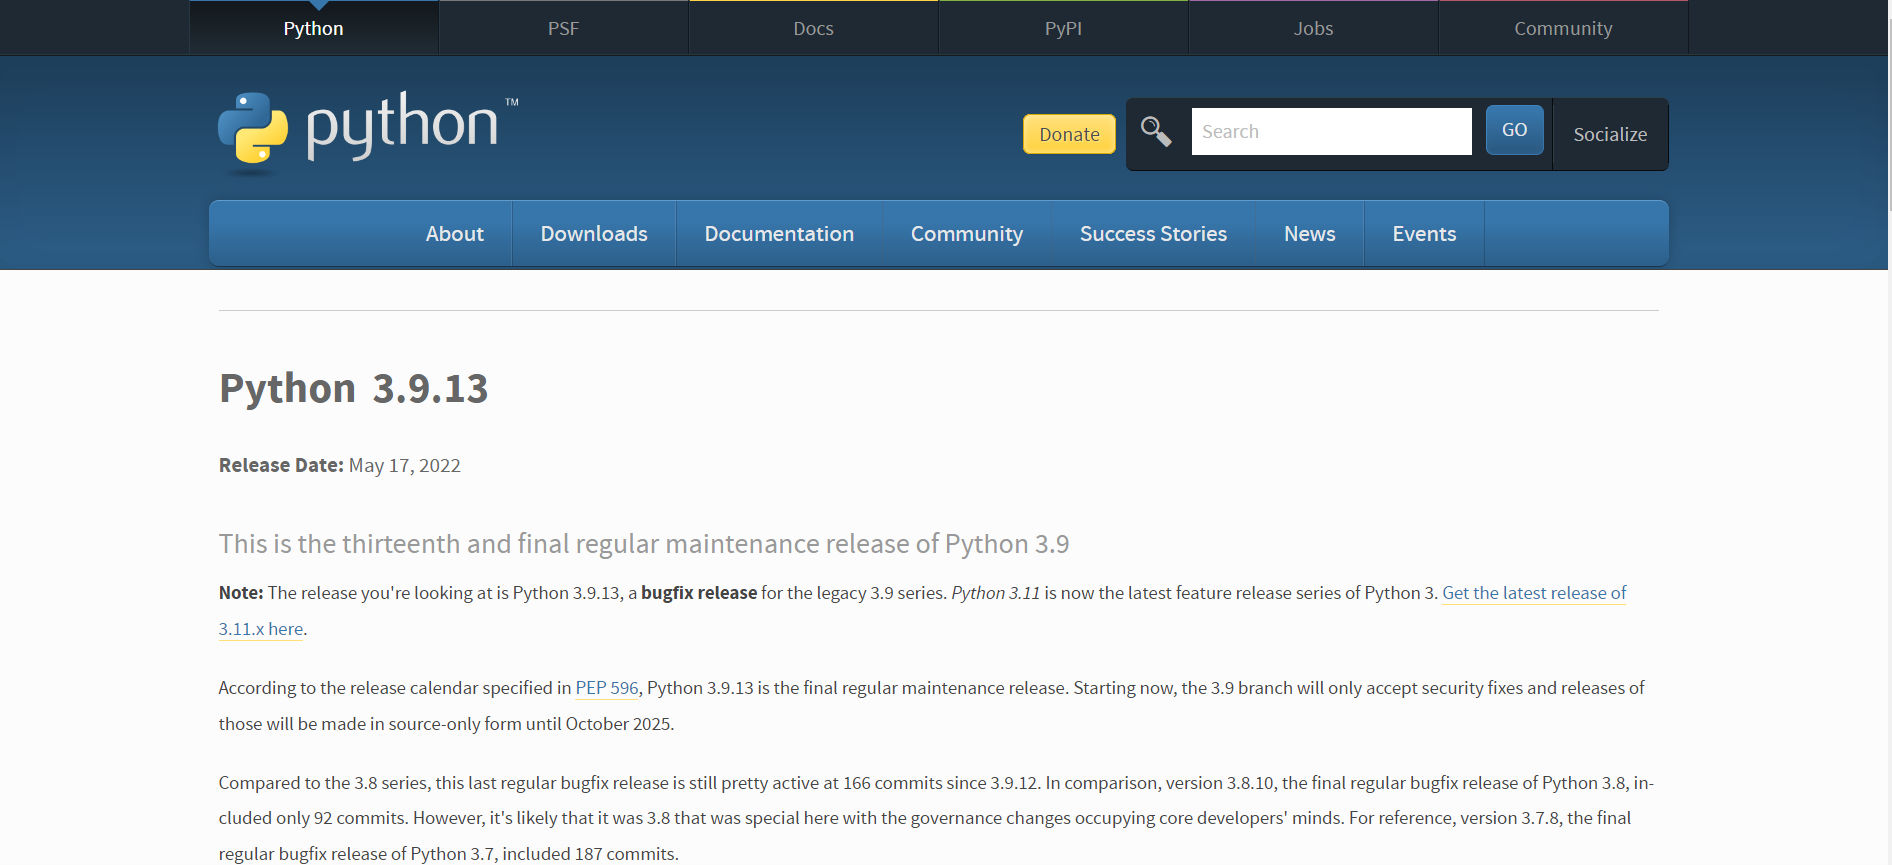 Python
PSF
Docs
PyPI
Jobs
Community
python™
Donate
Search
GO
Socialize
About
Downloads
Documentation
Community
Success Stories
News
Events
Python 3.9.13
Release Date: May 17, 2022
This is the thirteenth and final regular maintenance release of Python 3.9
Note: The release you're looking at is Python 3.9.13, a bugfix release for the legacy 3.9 series. Python 3.11 is now the latest feature release series of Python 3. Get the latest release of
3.11.x here.
According to the release calendar specified in PEP 596, Python 3.9.13 is the final regular maintenance release. Starting now, the 3.9 branch will only accept security fixes and releases of
those will be made in source-only form until October 2025.
Compared to the 3.8 series, this last regular bugfix release is still pretty active at 166 commits since 3.9.12. In comparison, version 3.8.10, the final regular bugfix release of Python 3.8, in-
cluded only 92 commits. However, it's likely that it was 3.8 that was special here with the governance changes occupying core developers' minds. For reference, version 3.7.8, the final
regular bugfix release of Python 3.7, included 187 commits.